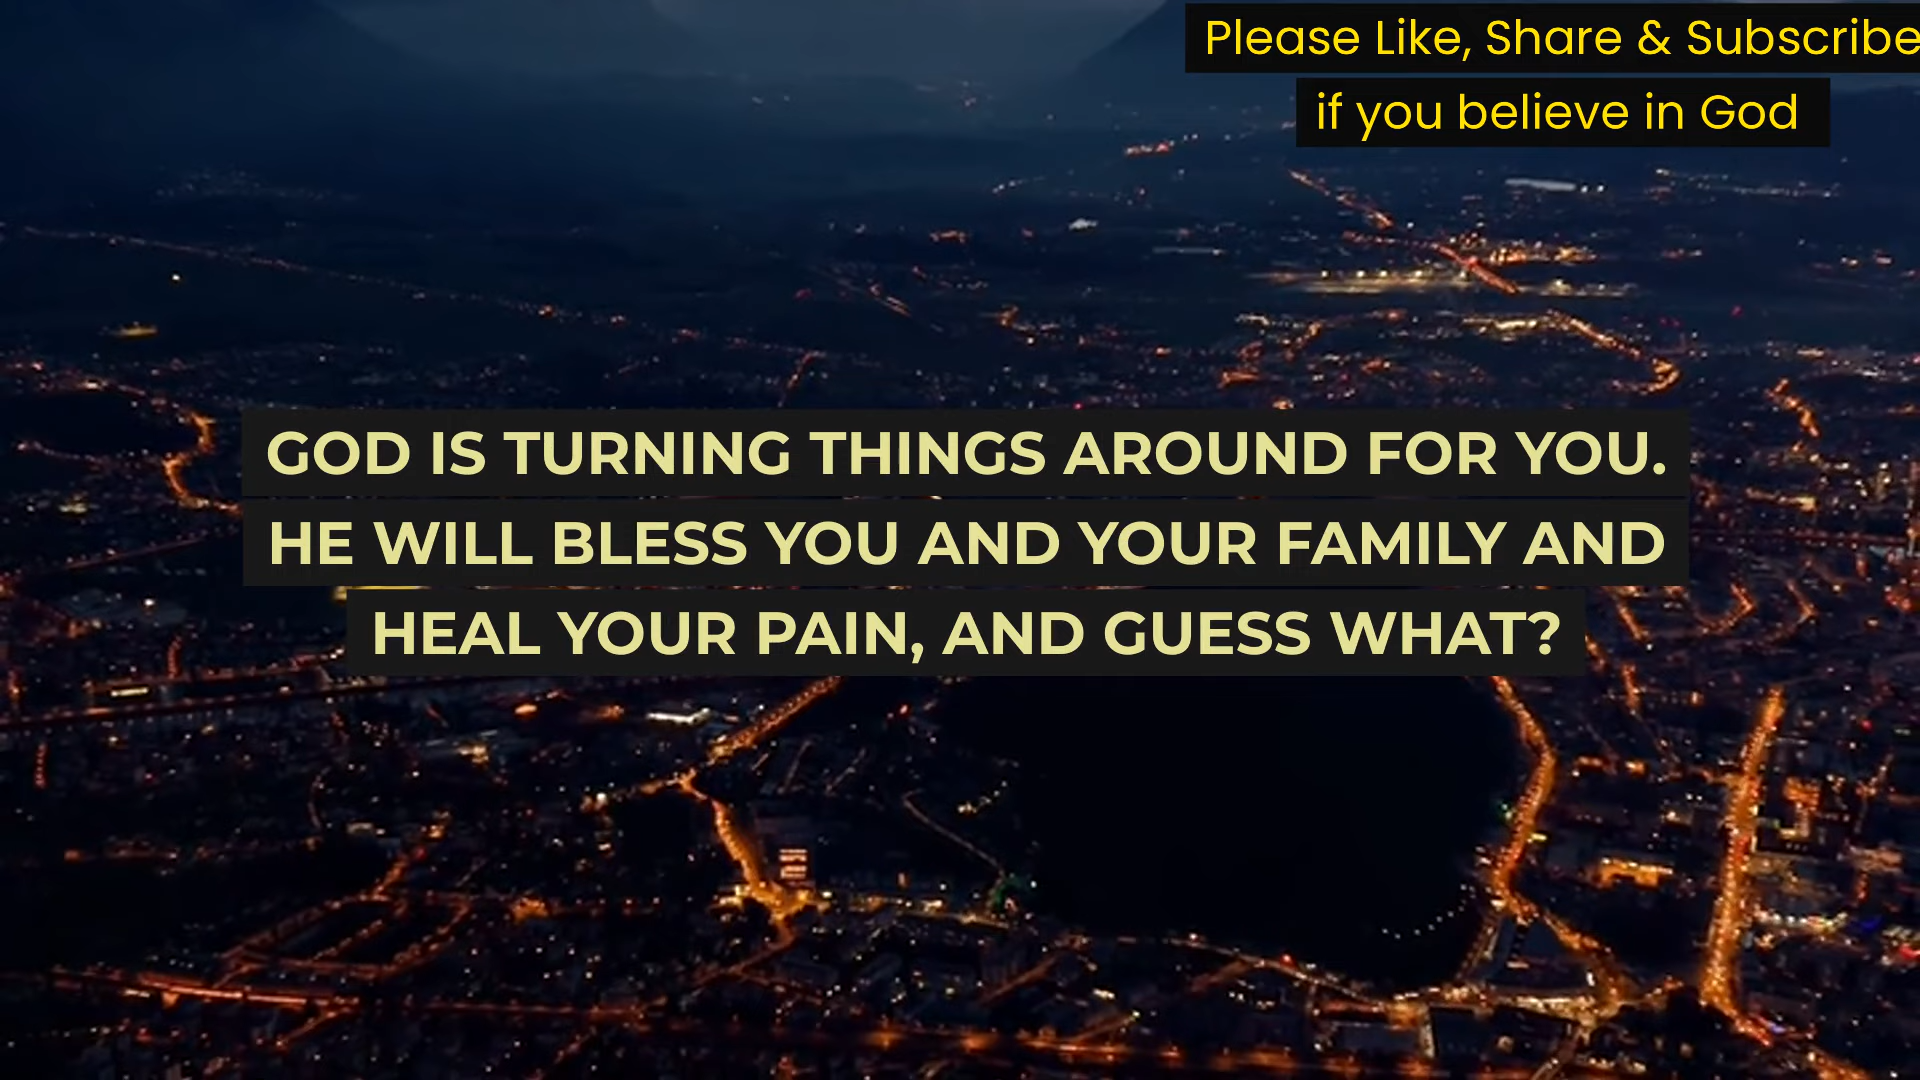 Please Like, Share & Subscribe
if you believe in God
GOD IS TURNING THINGS AROUND FOR YOU.
HE WILL BLESS YOU AND YOUR FAMILY AND
HEAL YOUR PAIN, AND GUESS WHAT?